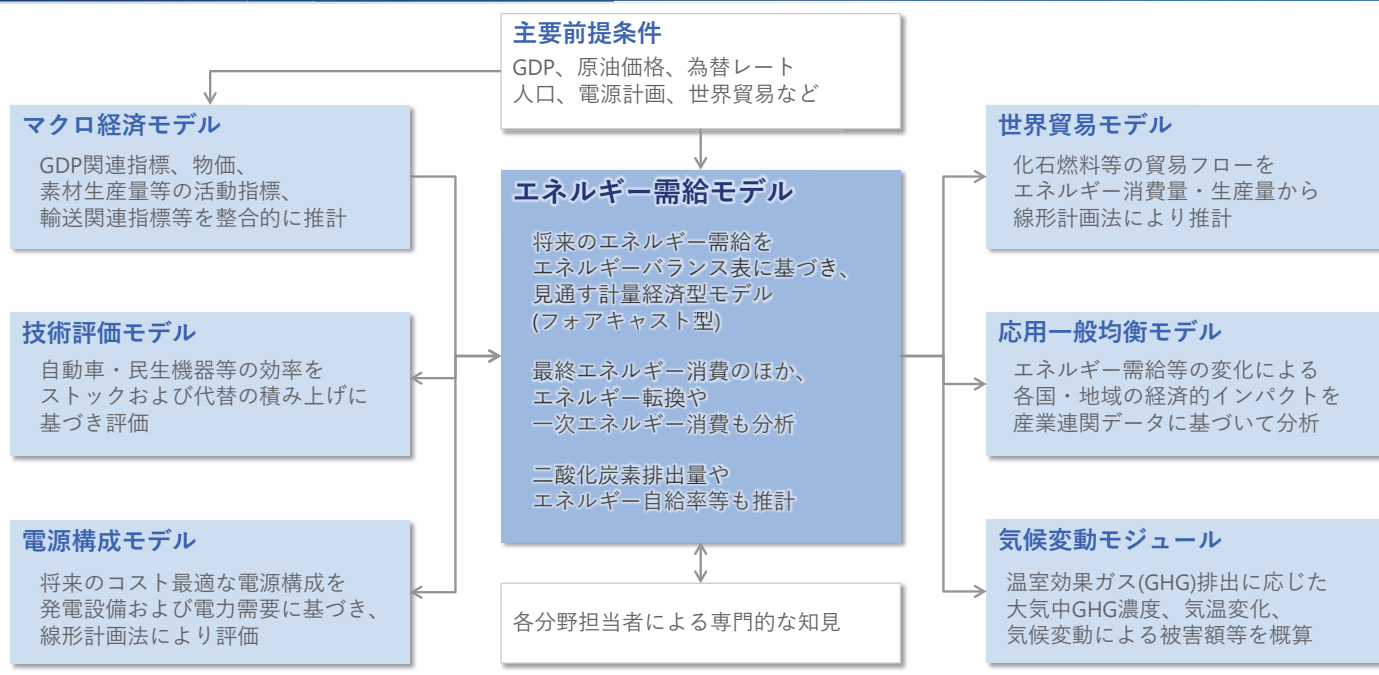 主要前提条件
GDP、原油価格、為替レート
人口、電源計画、世界貿易など
マクロ経済モデル
GDP関連指標、物価、
素材生産量等の活動指標、
輸送関連指標等を整合的に推計
技術評価モデル
自動車・民生機器等の効率を
ストックおよび代替の積み上げに
基づき評価
電源構成モデル
将来のコスト最適な電源構成を
発電設備および電力需要に基づき、
線形計画法により評価
エネルギー需給モデル
将来のエネルギー需給を
エネルギーバランス表に基づき、
見通す計量経済型モデル
(フォアキャスト型)
最終エネルギー消費のほか、
エネルギー転換や
一次エネルギー消費も分析
二酸化炭素排出量や
エネルギー自給率等も推計
各分野担当者による専門的な知見
世界貿易モデル
化石燃料等の貿易フローを
エネルギー消費量・生産量から
線形計画法により推計
応用一般均衡モデル
エネルギー需給等の変化による
各国・地域の経済的インパクトを
産業連関データに基づいて分析
気候変動モジュール
温室効果ガス(GHG)排出に応じた
大気中GHG濃度、気温変化、
気候変動による被害額等を概算